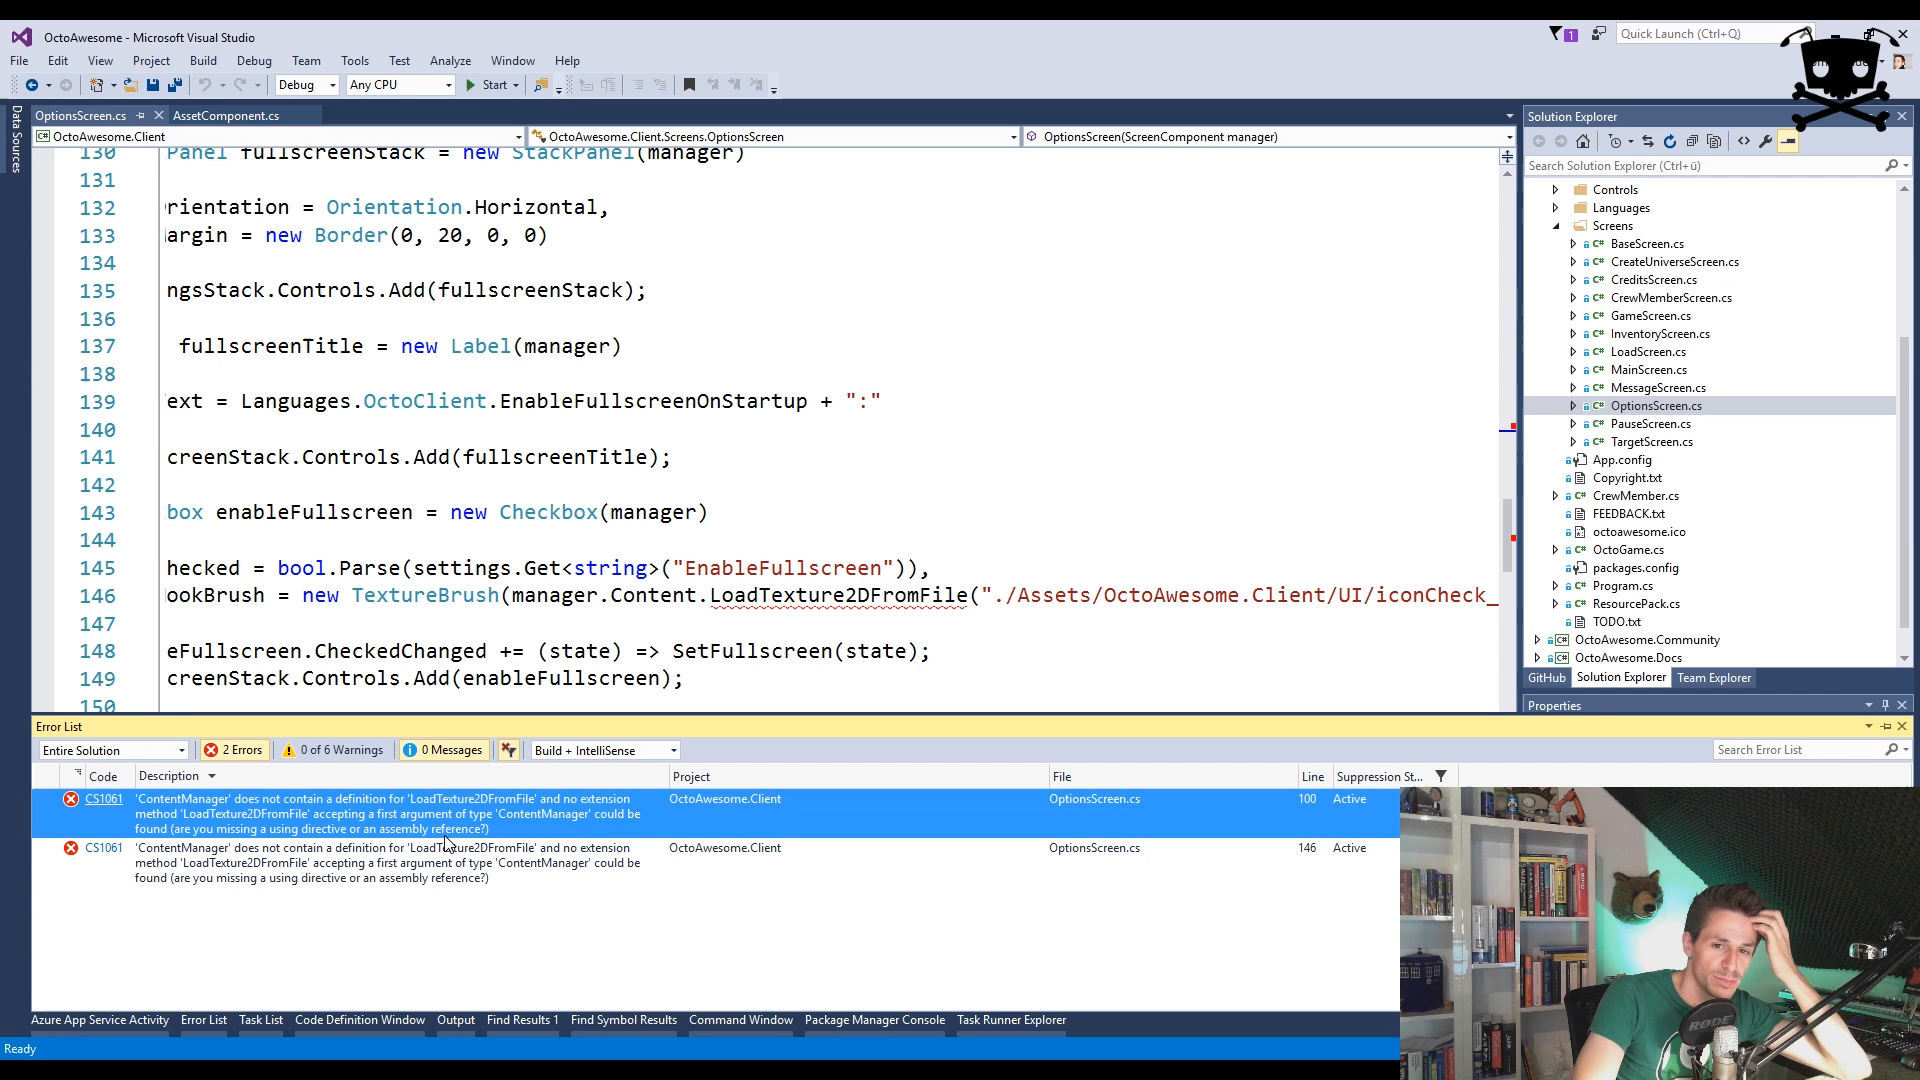 OctoAwesome - Microsoft Visual Studio
1
Quick Launch (Ctrl+Q)
File Edit View Project Build Debug Team Tools Test Analyze Window Help
Debug Any CPU Start
Data Sources
OptionsScreen.cs AssetComponent.cs
OctoAwesome.Client OctoAwesome.Client.Screens.OptionsScreen OptionsScreen(ScreenComponent manager)
130 Panel fullscreenStack = new StackPanel(manager)
131
132 rientation = Orientation.Horizontal,
133 argin = new Border(0, 20, 0, 0)
134
135 ngsStack.Controls.Add(fullscreenStack);
136
137 fullscreenTitle = new Label(manager)
138
139 ext = Languages.OctoClient.EnableFullscreenOnStartup + ":"
140
141 creenStack.Controls.Add(fullscreenTitle);
142
143 box enableFullscreen = new Checkbox(manager)
144
145 hecked = bool.Parse(settings.Get<string>("EnableFullscreen")),
146 ookBrush = new TextureBrush(manager.Content.LoadTexture2DFromFile("./Assets/OctoAwesome.Client/UI/iconCheck_
147
148 eFullscreen.CheckedChanged += (state) => SetFullscreen(state);
149 creenStack.Controls.Add(enableFullscreen);
150
Solution Explorer
Search Solution Explorer (Ctrl+ü)
Controls
Languages
Screens
C# BaseScreen.cs
C# CreateUniverseScreen.cs
C# CreditsScreen.cs
C# CrewMemberScreen.cs
C# GameScreen.cs
C# InventoryScreen.cs
C# LoadScreen.cs
C# MainScreen.cs
C# MessageScreen.cs
C# OptionsScreen.cs
C# PauseScreen.cs
C# TargetScreen.cs
App.config
Copyright.txt
C# CrewMember.cs
FEEDBACK.txt
octoawesome.ico
C# OctoGame.cs
packages.config
C# Program.cs
C# ResourcePack.cs
TODO.txt
C# OctoAwesome.Community
C# OctoAwesome.Docs
GitHub Solution Explorer Team Explorer
Properties
Error List
Entire Solution 2 Errors 0 of 6 Warnings 0 Messages Build + IntelliSense Search Error List
Code Description Project File Line Suppression St...
CS1061 'ContentManager' does not contain a definition for 'LoadTexture2DFromFile' and no extension OctoAwesome.Client OptionsScreen.cs 100 Active
method 'LoadTexture2DFromFile' accepting a first argument of type 'ContentManager' could be
found (are you missing a using directive or an assembly reference?)
CS1061 'ContentManager' does not contain a definition for 'LoadTexture2DFromFile' and no extension OctoAwesome.Client OptionsScreen.cs 146 Active
method 'LoadTexture2DFromFile' accepting a first argument of type 'ContentManager' could be
found (are you missing a using directive or an assembly reference?)
Azure App Service Activity Error List Task List Code Definition Window Output Find Results 1 Find Symbol Results Command Window Package Manager Console Task Runner Explorer
Ready
RODE